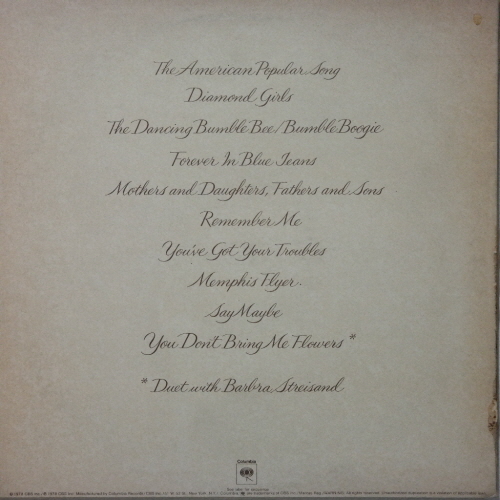 The American Popular Song
Diamond Girls
The Dancing Bumble Bee/Bumble Boogie
Forever In Blue Jeans
Mothers and Daughters, Fathers and Sons
Remember Me
You've Got Your Troubles
Memphis Flyer.
Say Maybe
You Don't Bring Me Flowers *
* Duet with Barbra Streisand
Columbia